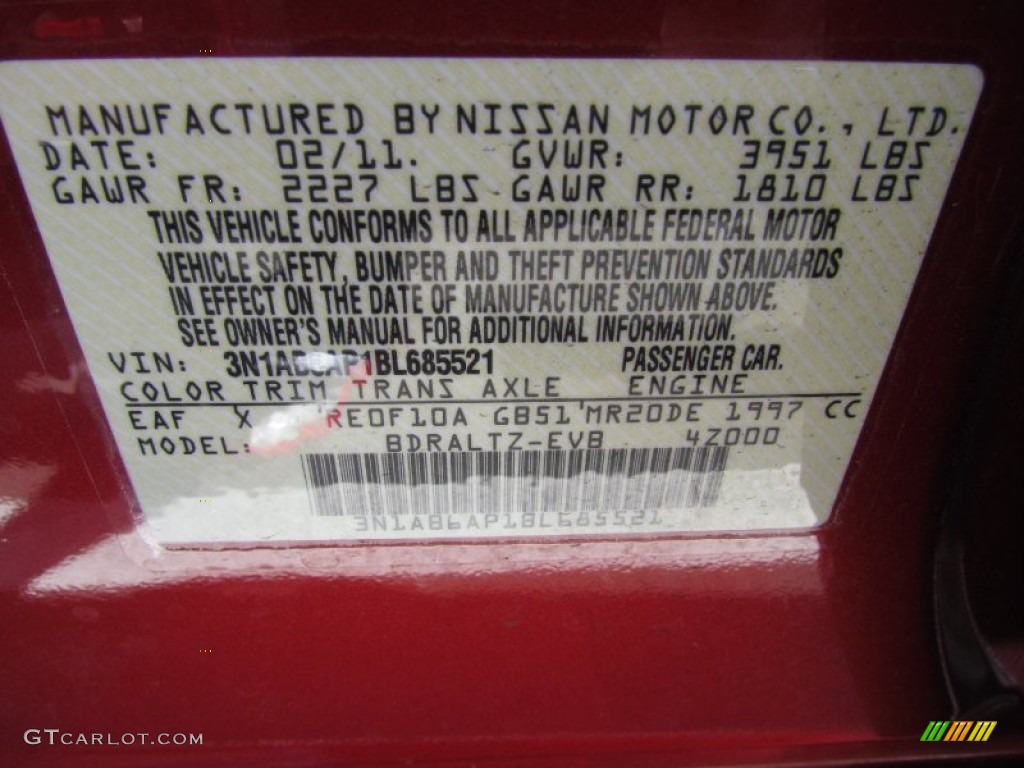 MANUFACTURED BY NISSAN MOTOR CO., LTD.
DATE: 02/11. GVWR: 3951 LBS
GAWR FR: 2227 LBS GAWR RR: 1810 LBS
THIS VEHICLE CONFORMS TO ALL APPLICABLE FEDERAL MOTOR
VEHICLE SAFETY, BUMPER AND THEFT PREVENTION STANDARDS
IN EFFECT ON THE DATE OF MANUFACTURE SHOWN ABOVE.
SEE OWNER'S MANUAL FOR ADDITIONAL INFORMATION.
VIN: 3N1AB6AP1BL685521 PASSENGER CAR.
COLOR TRIM TRANS AXLE ENGINE
EAF X RE0F10A GB51 MR20DE 1997 CC
MODEL: BDRALTZ-EVB 4Z000
3N1AB6AP1BL685521
GTCARLOT.COM